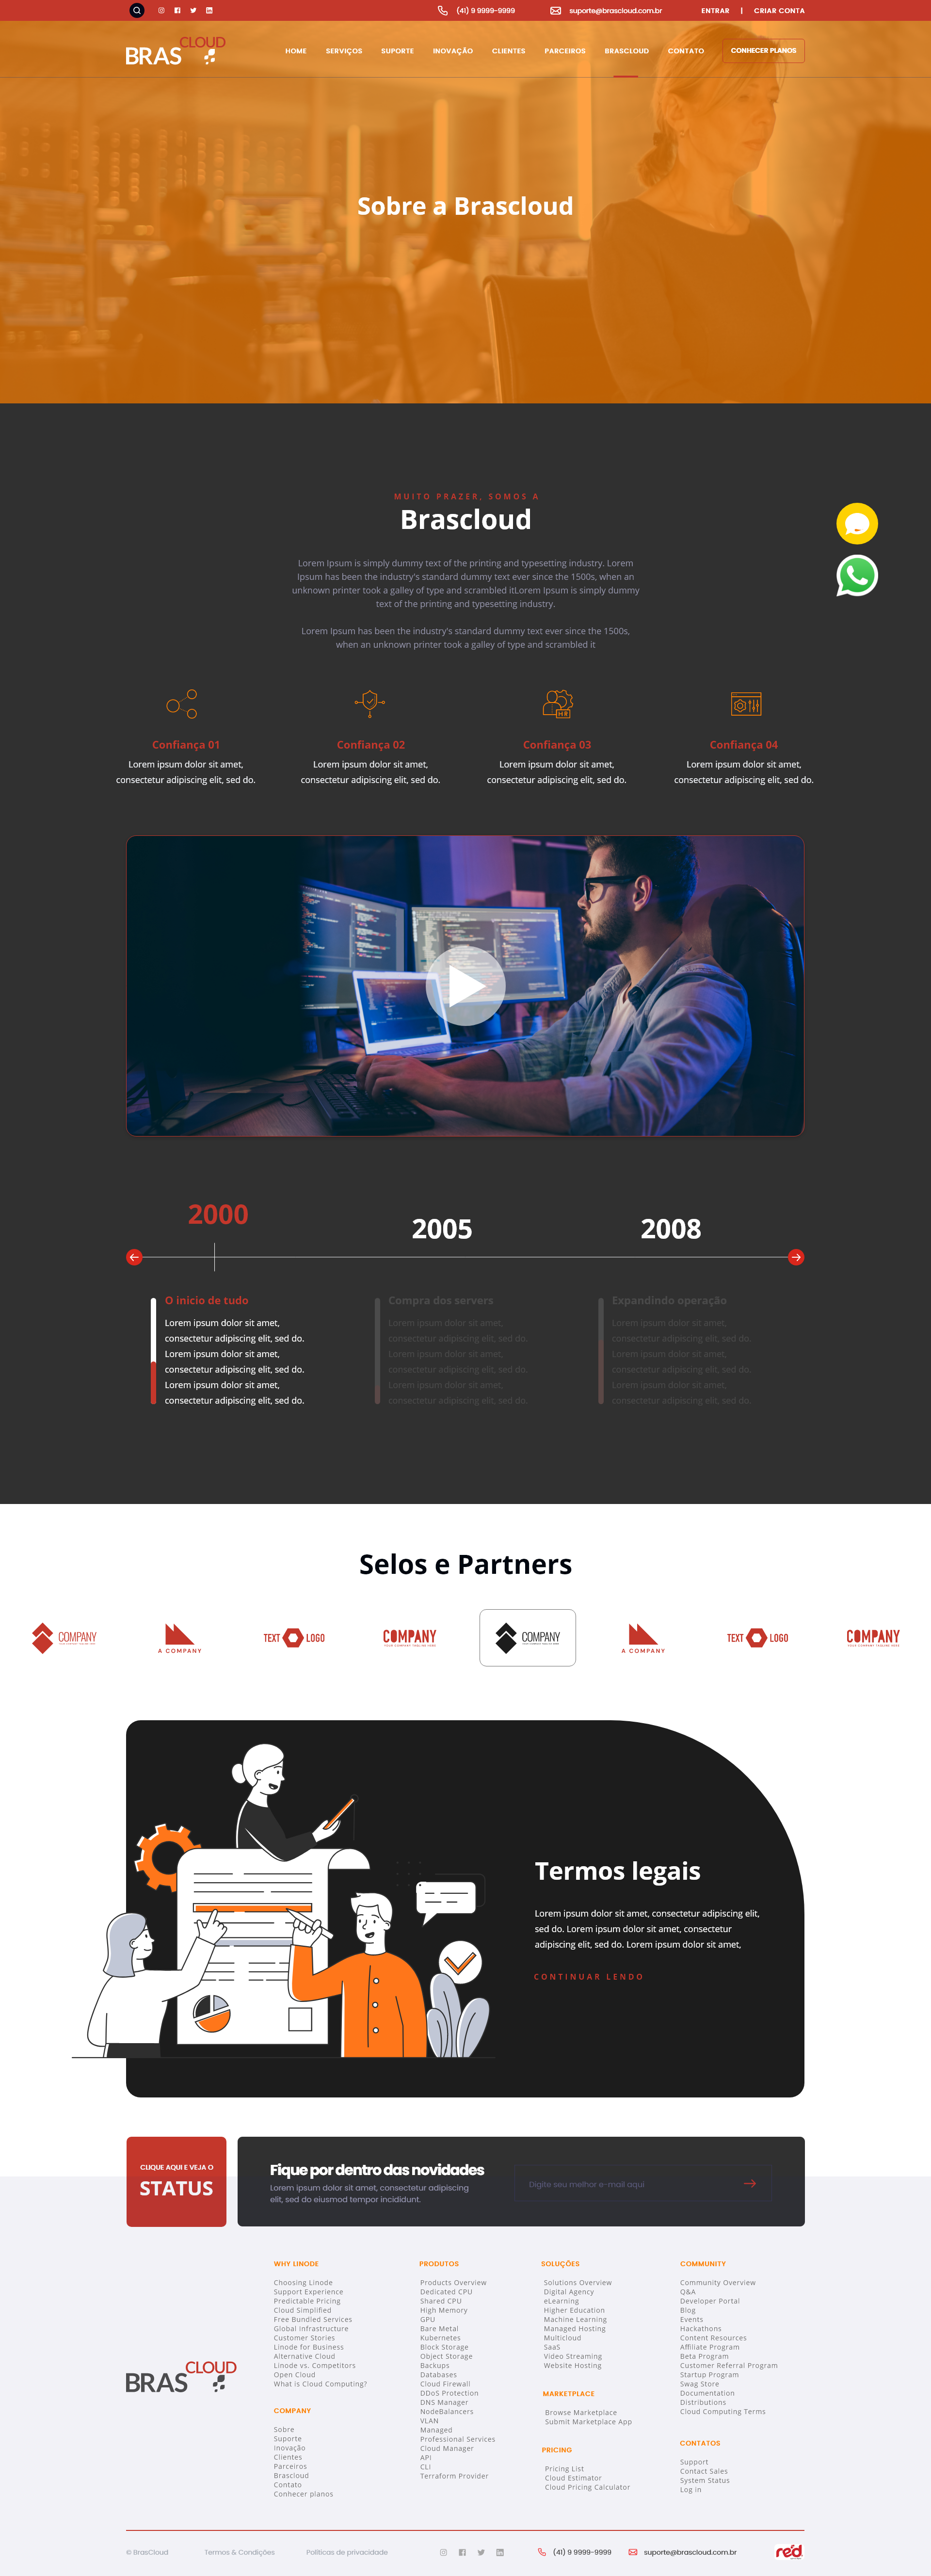 (41) 9 9999-9999
suporte@brascloud.com.br
ENTRAR | CRIAR CONTA
BRASCLOUD
HOME SERVIÇOS SUPORTE INOVAÇÃO CLIENTES PARCEIROS BRASCLOUD CONTATO CONHECER PLANOS
Sobre a Brascloud
MUITO PRAZER, SOMOS A
Brascloud
Lorem Ipsum is simply dummy text of the printing and typesetting industry. Lorem
Ipsum has been the industry's standard dummy text ever since the 1500s, when an
unknown printer took a galley of type and scrambled itLorem Ipsum is simply dummy
text of the printing and typesetting industry.
Lorem Ipsum has been the industry's standard dummy text ever since the 1500s,
when an unknown printer took a galley of type and scrambled it
HR
Confiança 01
Lorem ipsum dolor sit amet,
consectetur adipiscing elit, sed do.
Confiança 02
Lorem ipsum dolor sit amet,
consectetur adipiscing elit, sed do.
Confiança 03
Lorem ipsum dolor sit amet,
consectetur adipiscing elit, sed do.
Confiança 04
Lorem ipsum dolor sit amet,
consectetur adipiscing elit, sed do.
2000
2005
2008
O inicio de tudo
Lorem ipsum dolor sit amet,
consectetur adipiscing elit, sed do.
Lorem ipsum dolor sit amet,
consectetur adipiscing elit, sed do.
Lorem ipsum dolor sit amet,
consectetur adipiscing elit, sed do.
Compra dos servers
Lorem ipsum dolor sit amet,
consectetur adipiscing elit, sed do.
Lorem ipsum dolor sit amet,
consectetur adipiscing elit, sed do.
Lorem ipsum dolor sit amet,
consectetur adipiscing elit, sed do.
Expandindo operação
Lorem ipsum dolor sit amet,
consectetur adipiscing elit, sed do.
Lorem ipsum dolor sit amet,
consectetur adipiscing elit, sed do.
Lorem ipsum dolor sit amet,
consectetur adipiscing elit, sed do.
Selos e Partners
COMPANY
A COMPANY
TEXT LOGO
COMPANY
COMPANY
A COMPANY
TEXT LOGO
COMPANY
Termos legais
Lorem ipsum dolor sit amet, consectetur adipiscing elit,
sed do. Lorem ipsum dolor sit amet, consectetur
adipiscing elit, sed do. Lorem ipsum dolor sit amet,
CONTINUAR LENDO
CLIQUE AQUI E VEJA O
STATUS
Fique por dentro das novidades
Lorem ipsum dolor sit amet, consectetur adipiscing
elit, sed do eiusmod tempor incididunt.
Digite seu melhor e-mail aqui
BRASCLOUD
WHY LINODE
Choosing Linode
Support Experience
Predictable Pricing
Cloud Simplified
Free Bundled Services
Global Infrastructure
Customer Stories
Linode for Business
Alternative Cloud
Linode vs. Competitors
Open Cloud
What is Cloud Computing?
COMPANY
Sobre
Suporte
Inovação
Clientes
Parceiros
Brascloud
Contato
Conhecer planos
PRODUTOS
Products Overview
Dedicated CPU
Shared CPU
High Memory
GPU
Bare Metal
Kubernetes
Block Storage
Object Storage
Backups
Databases
Cloud Firewall
DDoS Protection
DNS Manager
NodeBalancers
VLAN
Managed
Professional Services
Cloud Manager
API
CLI
Terraform Provider
SOLUÇÕES
Solutions Overview
Digital Agency
eLearning
Higher Education
Machine Learning
Managed Hosting
Multicloud
SaaS
Video Streaming
Website Hosting
MARKETPLACE
Browse Marketplace
Submit Marketplace App
PRICING
Pricing List
Cloud Estimator
Cloud Pricing Calculator
COMMUNITY
Community Overview
Q&A
Developer Portal
Blog
Events
Hackathons
Content Resources
Affiliate Program
Beta Program
Customer Referral Program
Startup Program
Swag Store
Documentation
Distributions
Cloud Computing Terms
CONTATOS
Support
Contact Sales
System Status
Log in
© BrasCloud
Termos & Condições
Políticas de privacidade
(41) 9 9999-9999
suporte@brascloud.com.br
red